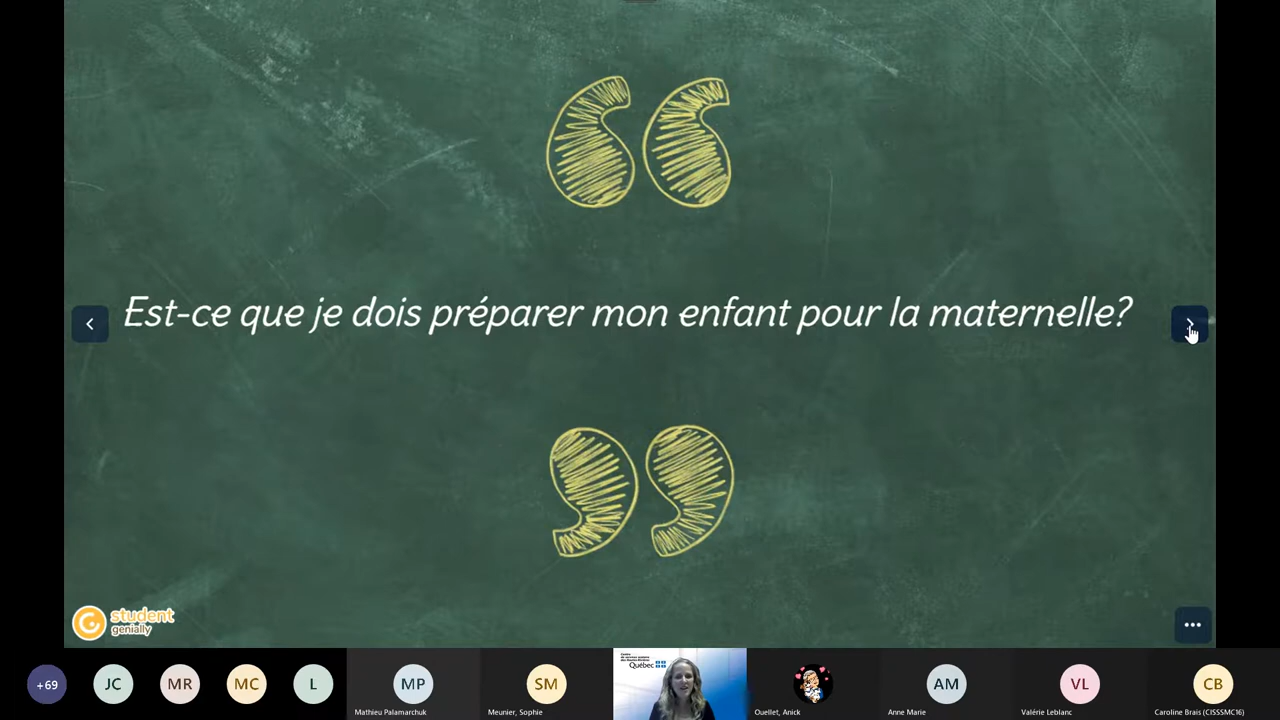 Est-ce que je dois préparer mon enfant pour la maternelle?
student
genially
+69
JC
MR
MC
L
MP
Mathieu Palamarchuk
SM
Meunier, Sophie
Québec
Ouellet, Anick
AM
Anne Marie
VL
Valérie Leblanc
CB
Caroline Brais (CISSSMC16)